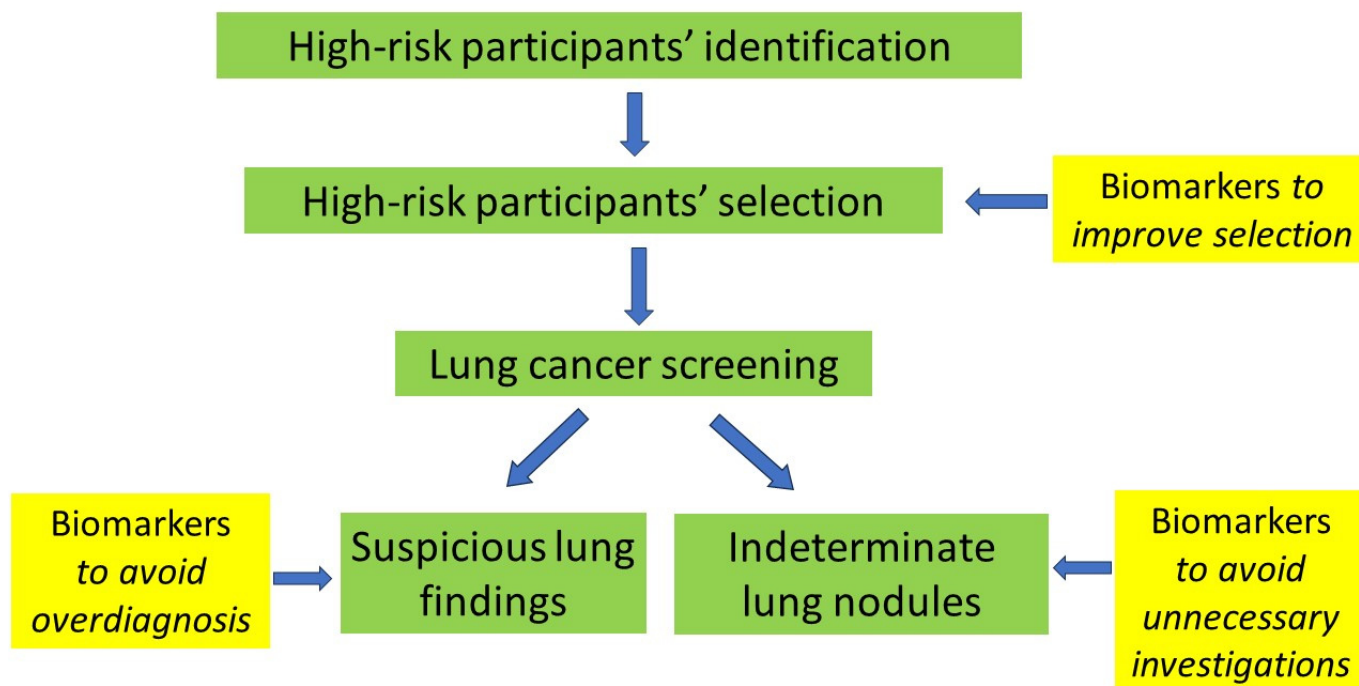 High-risk participants’ identification
High-risk participants’ selection
Biomarkers to
improve selection
Lung cancer screening
Biomarkers
to avoid
overdiagnosis
Suspicious lung
findings
Indeterminate
lung nodules
Biomarkers
to avoid
unnecessary
investigations